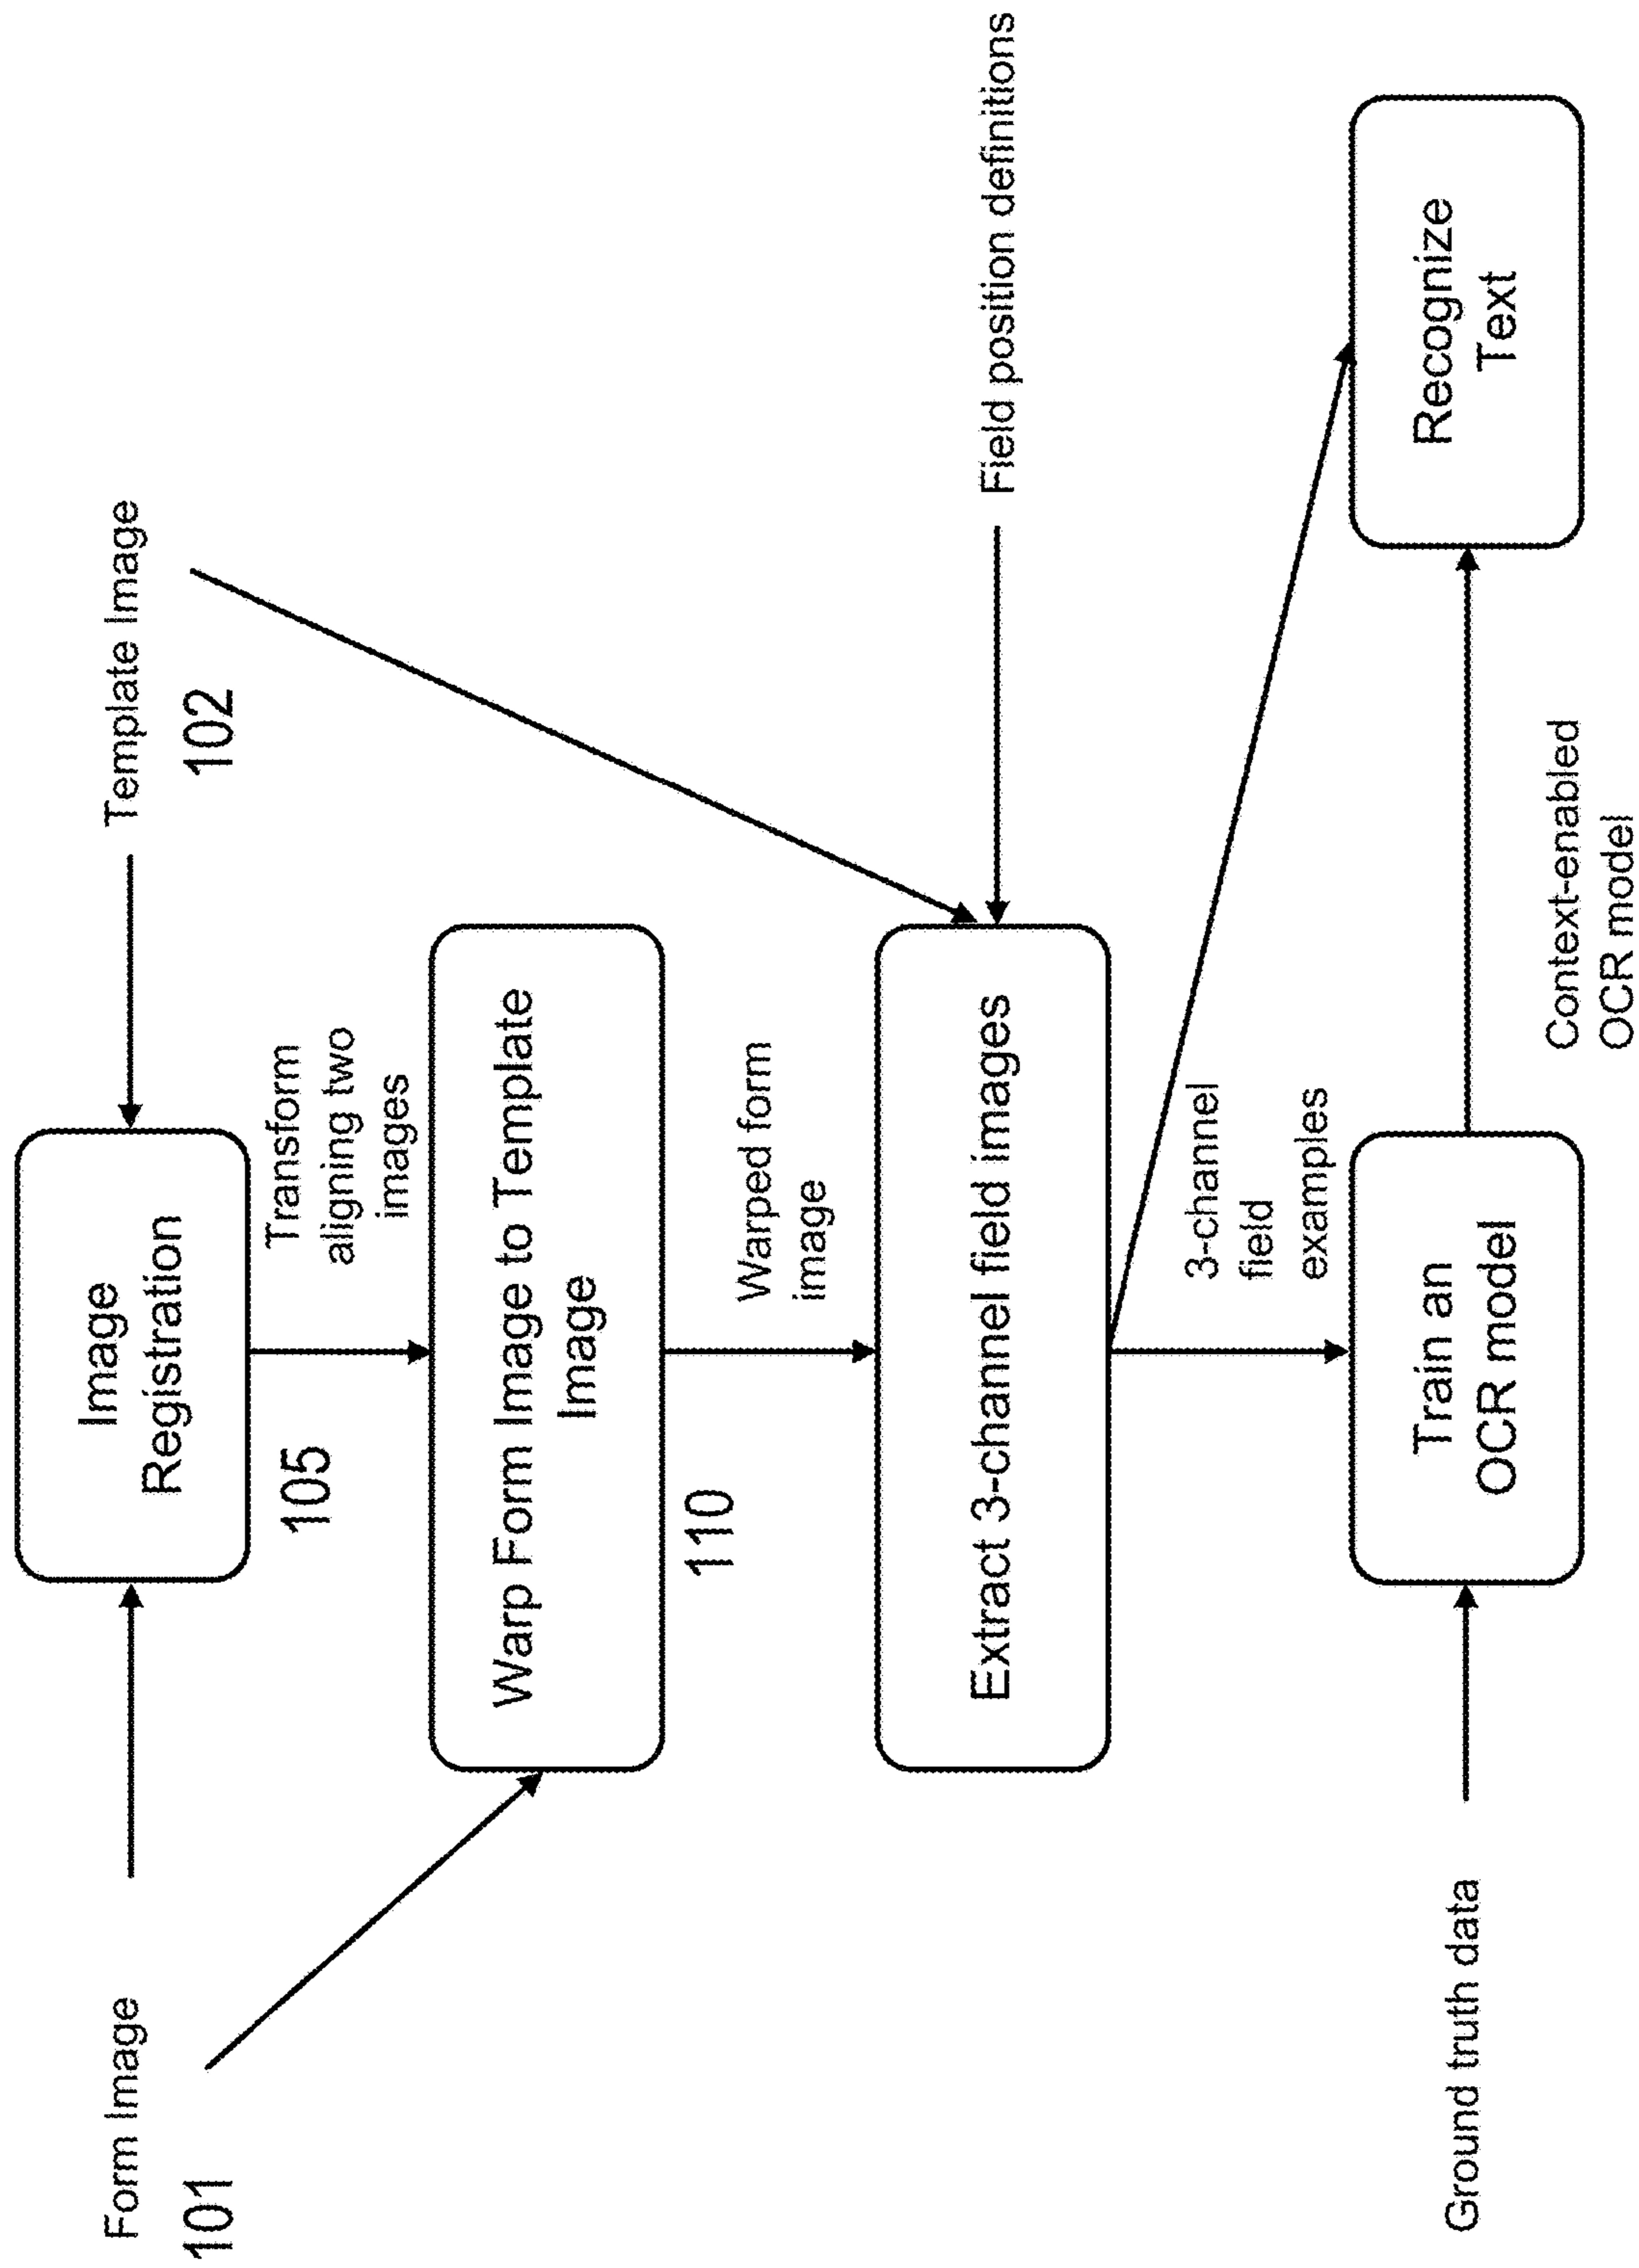 Form Image
101
Image
Registration
105
Template Image
102
Transform
aligning two
images
Warp Form Image to Template
Image
110
Warped form
image
Extract 3-channel field images
Field position definitions
3-channel
field
examples
Ground truth data
Train an
OCR model
Context-enabled
OCR model
Recognize
Text